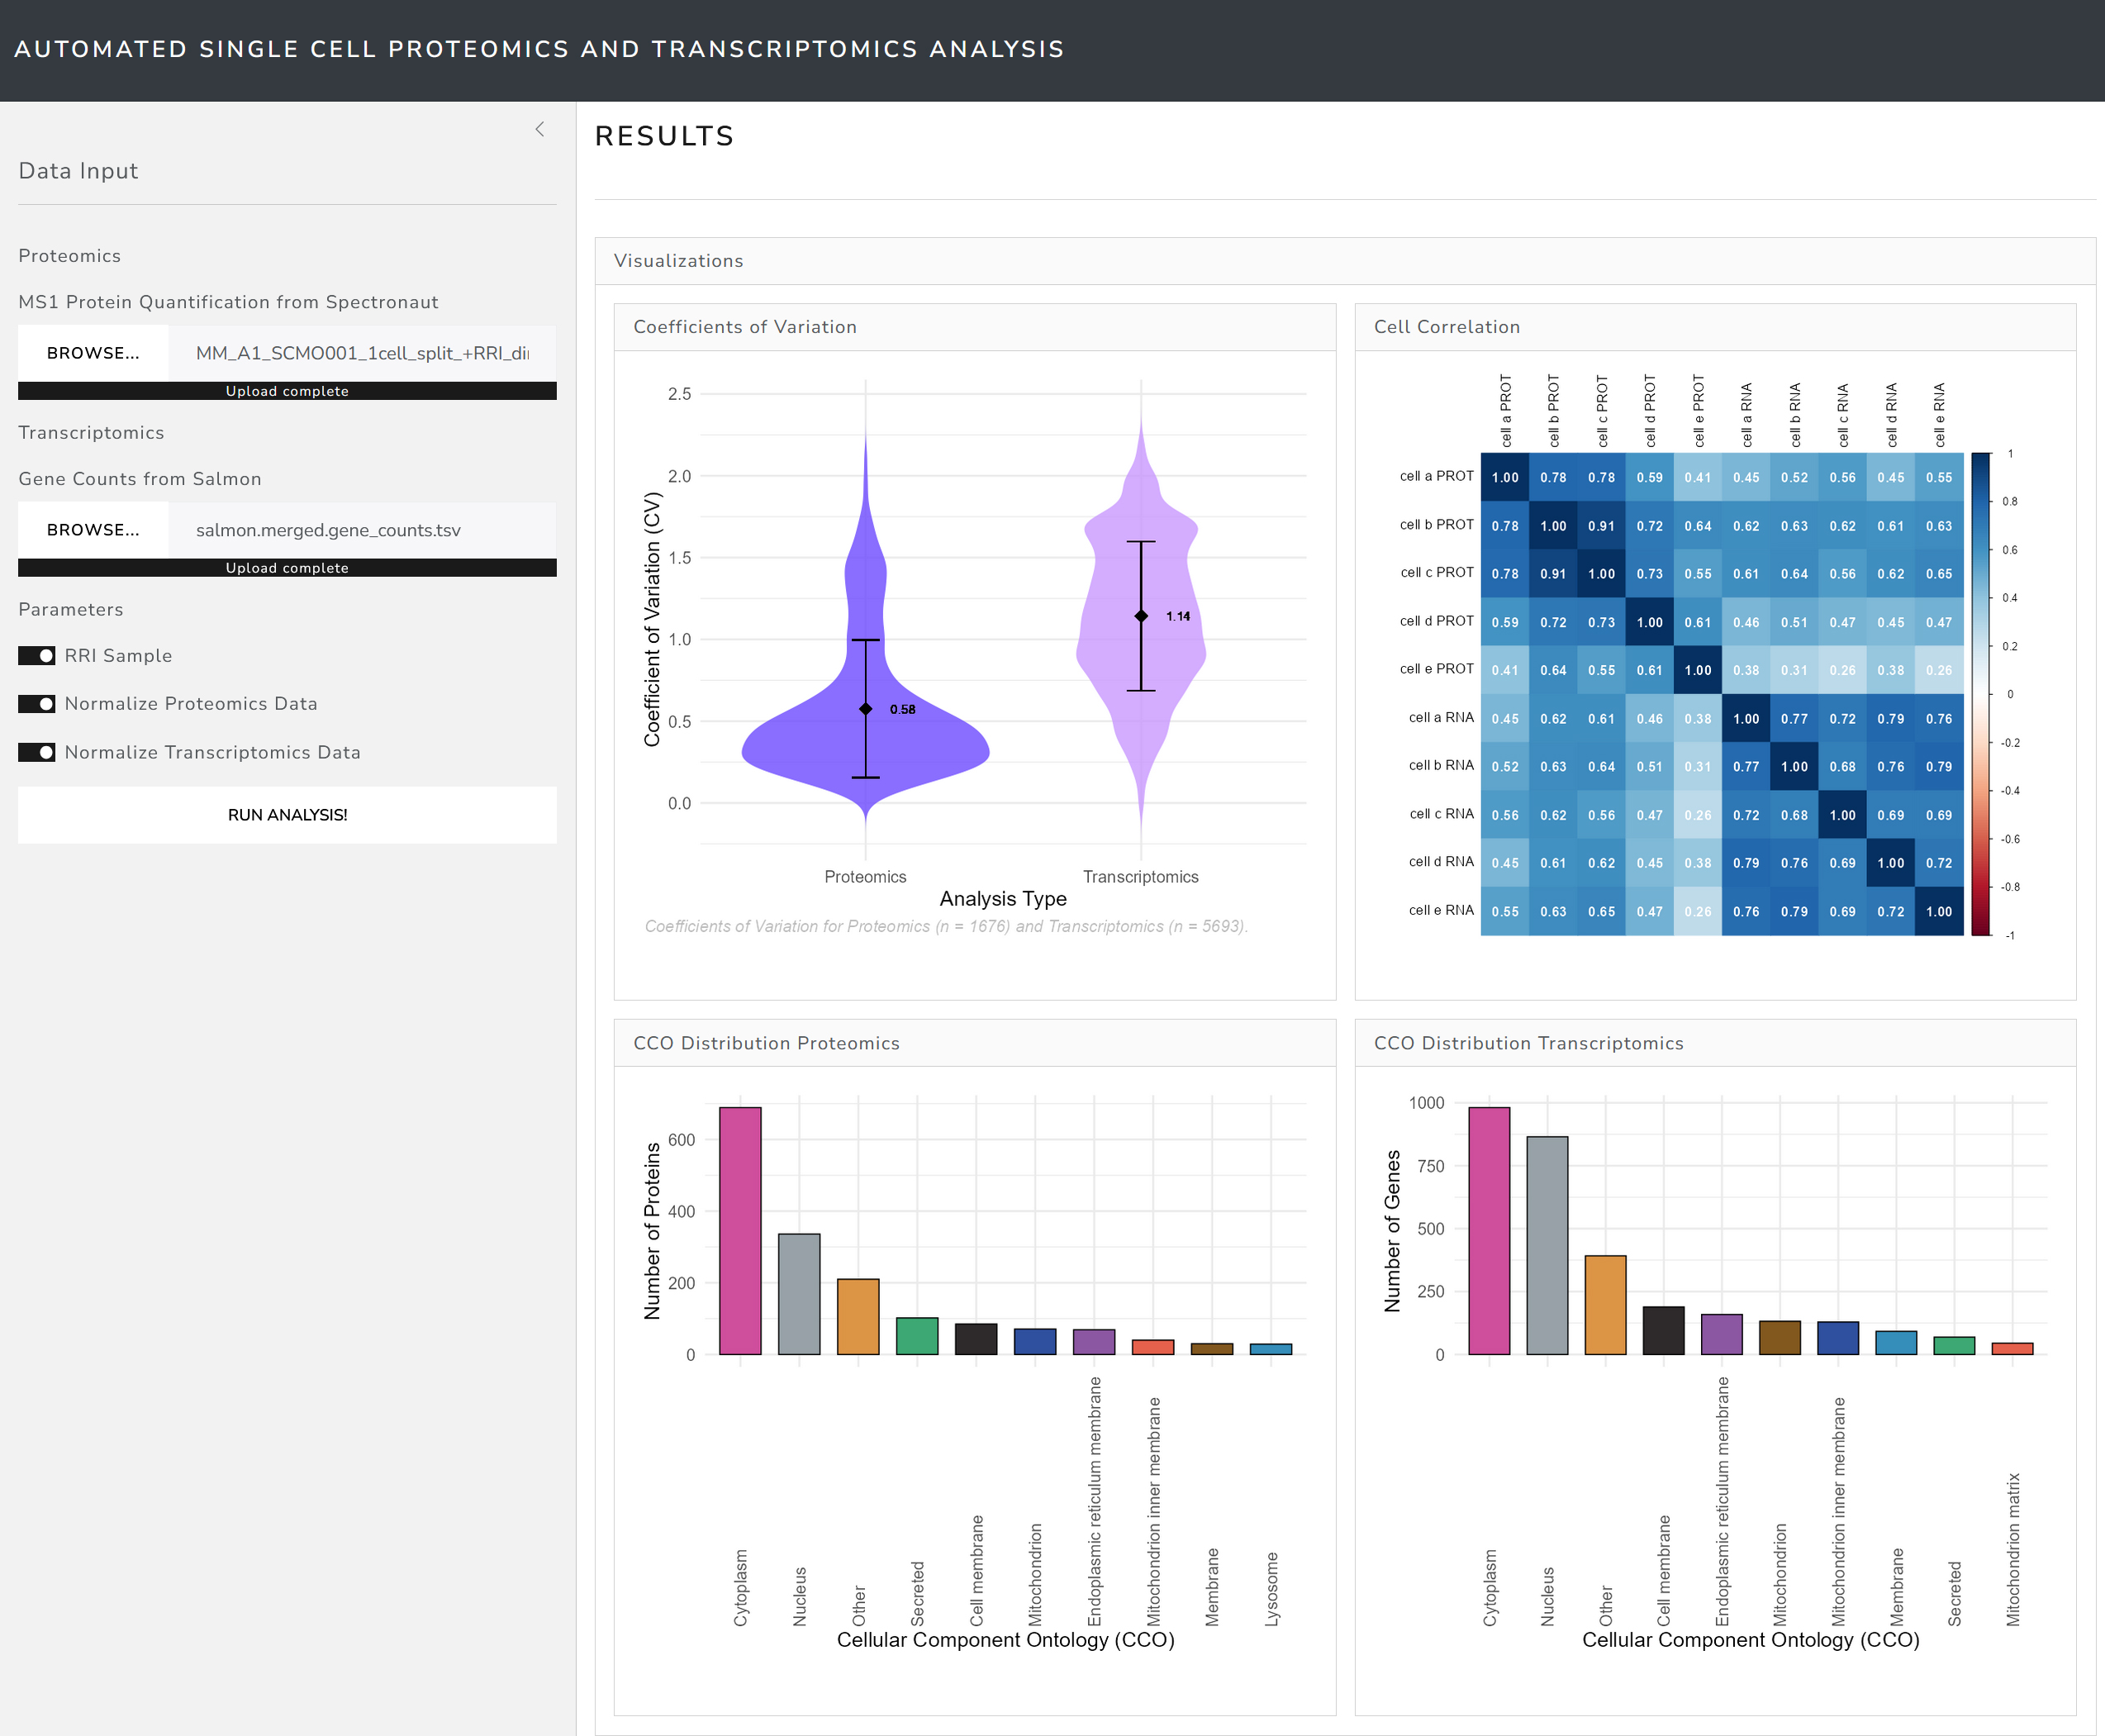 AUTOMATED SINGLE CELL PROTEOMICS AND TRANSCRIPTOMICS ANALYSIS
Data Input
Proteomics
MS1 Protein Quantification from Spectronaut
BROWSE... MM_A1_SCMO001_1cell_split_+RRI_di
Upload complete
Transcriptomics
Gene Counts from Salmon
BROWSE... salmon.merged.gene_counts.tsv
Upload complete
Parameters
RRI Sample
Normalize Proteomics Data
Normalize Transcriptomics Data
RUN ANALYSIS!
RESULTS
Visualizations
Coefficients of Variation
Coefficient of Variation (CV)
2.5
2.0
1.5
1.0
0.5
0.0
0.58
1.14
Proteomics Transcriptomics
Analysis Type
Coefficients of Variation for Proteomics (n = 1676) and Transcriptomics (n = 5693).
Cell Correlation
cell a PROT cell b PROT cell c PROT cell d PROT cell e PROT cell a RNA cell b RNA cell c RNA cell d RNA cell e RNA
cell a PROT 1.00 0.78 0.78 0.59 0.41 0.45 0.52 0.56 0.45 0.55
cell b PROT 0.78 1.00 0.91 0.72 0.64 0.62 0.63 0.62 0.61 0.63
cell c PROT 0.78 0.91 1.00 0.73 0.55 0.61 0.64 0.56 0.62 0.65
cell d PROT 0.59 0.72 0.73 1.00 0.61 0.46 0.51 0.47 0.45 0.47
cell e PROT 0.41 0.64 0.55 0.61 1.00 0.38 0.31 0.26 0.38 0.26
cell a RNA 0.45 0.62 0.61 0.46 0.38 1.00 0.77 0.72 0.79 0.76
cell b RNA 0.52 0.63 0.64 0.51 0.31 0.77 1.00 0.68 0.76 0.79
cell c RNA 0.56 0.62 0.56 0.47 0.26 0.72 0.68 1.00 0.69 0.69
cell d RNA 0.45 0.61 0.62 0.45 0.38 0.79 0.76 0.69 1.00 0.72
cell e RNA 0.55 0.63 0.65 0.47 0.26 0.76 0.79 0.69 0.72 1.00
1
0.8
0.6
0.4
0.2
0
-0.2
-0.4
-0.6
-0.8
-1
CCO Distribution Proteomics
Number of Proteins
600
400
200
0
Cytoplasm
Nucleus
Other
Secreted
Cell membrane
Mitochondrion
Endoplasmic reticulum membrane
Mitochondrion inner membrane
Membrane
Lysosome
Cellular Component Ontology (CCO)
CCO Distribution Transcriptomics
Number of Genes
1000
750
500
250
0
Cytoplasm
Nucleus
Other
Cell membrane
Endoplasmic reticulum membrane
Mitochondrion
Mitochondrion inner membrane
Membrane
Secreted
Mitochondrion matrix
Cellular Component Ontology (CCO)